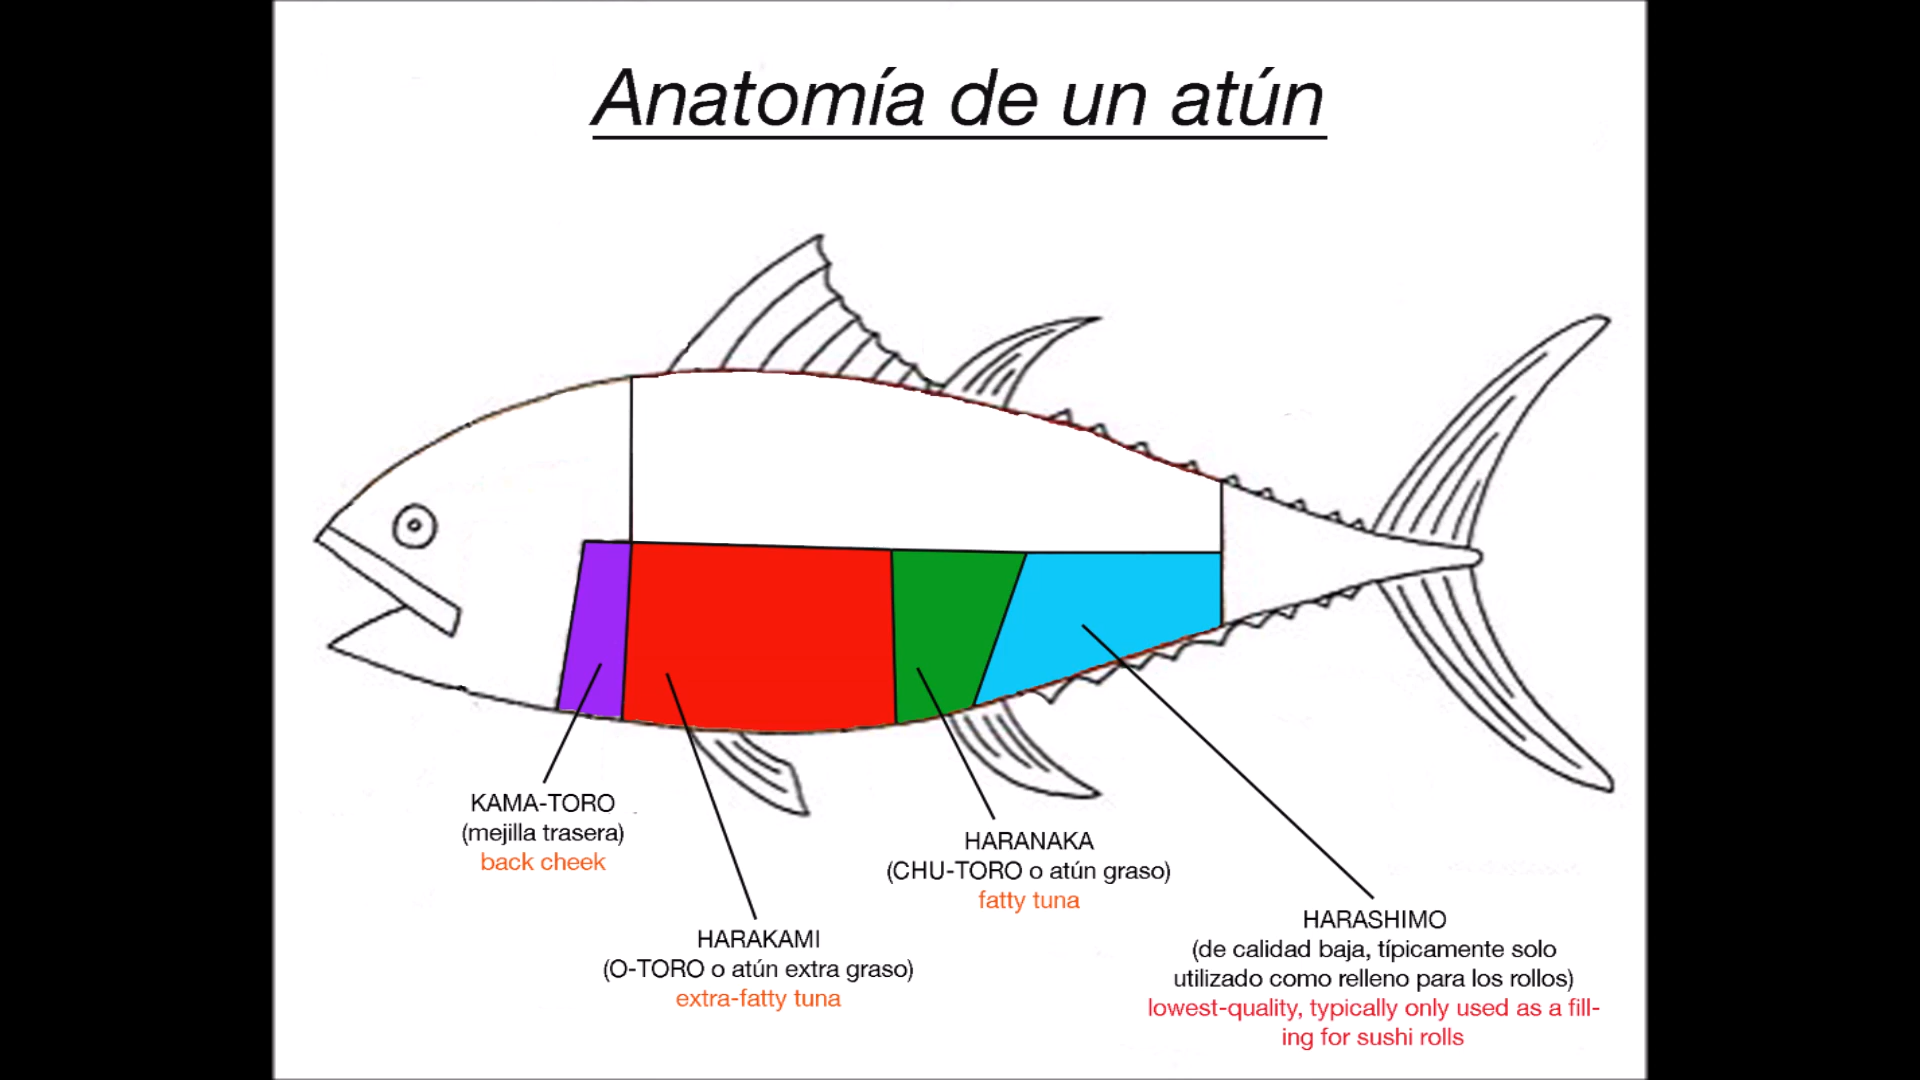 Anatomía de un atún
KAMA-TORO
(mejilla trasera)
back cheek
HARAKAMI
(O-TORO o atún extra graso)
extra-fatty tuna
HARANAKA
(CHU-TORO o atún graso)
fatty tuna
HARASHIMO
(de calidad baja, típicamente solo
utilizado como relleno para los rollos)
lowest-quality, typically only used as a fill-
ing for sushi rolls